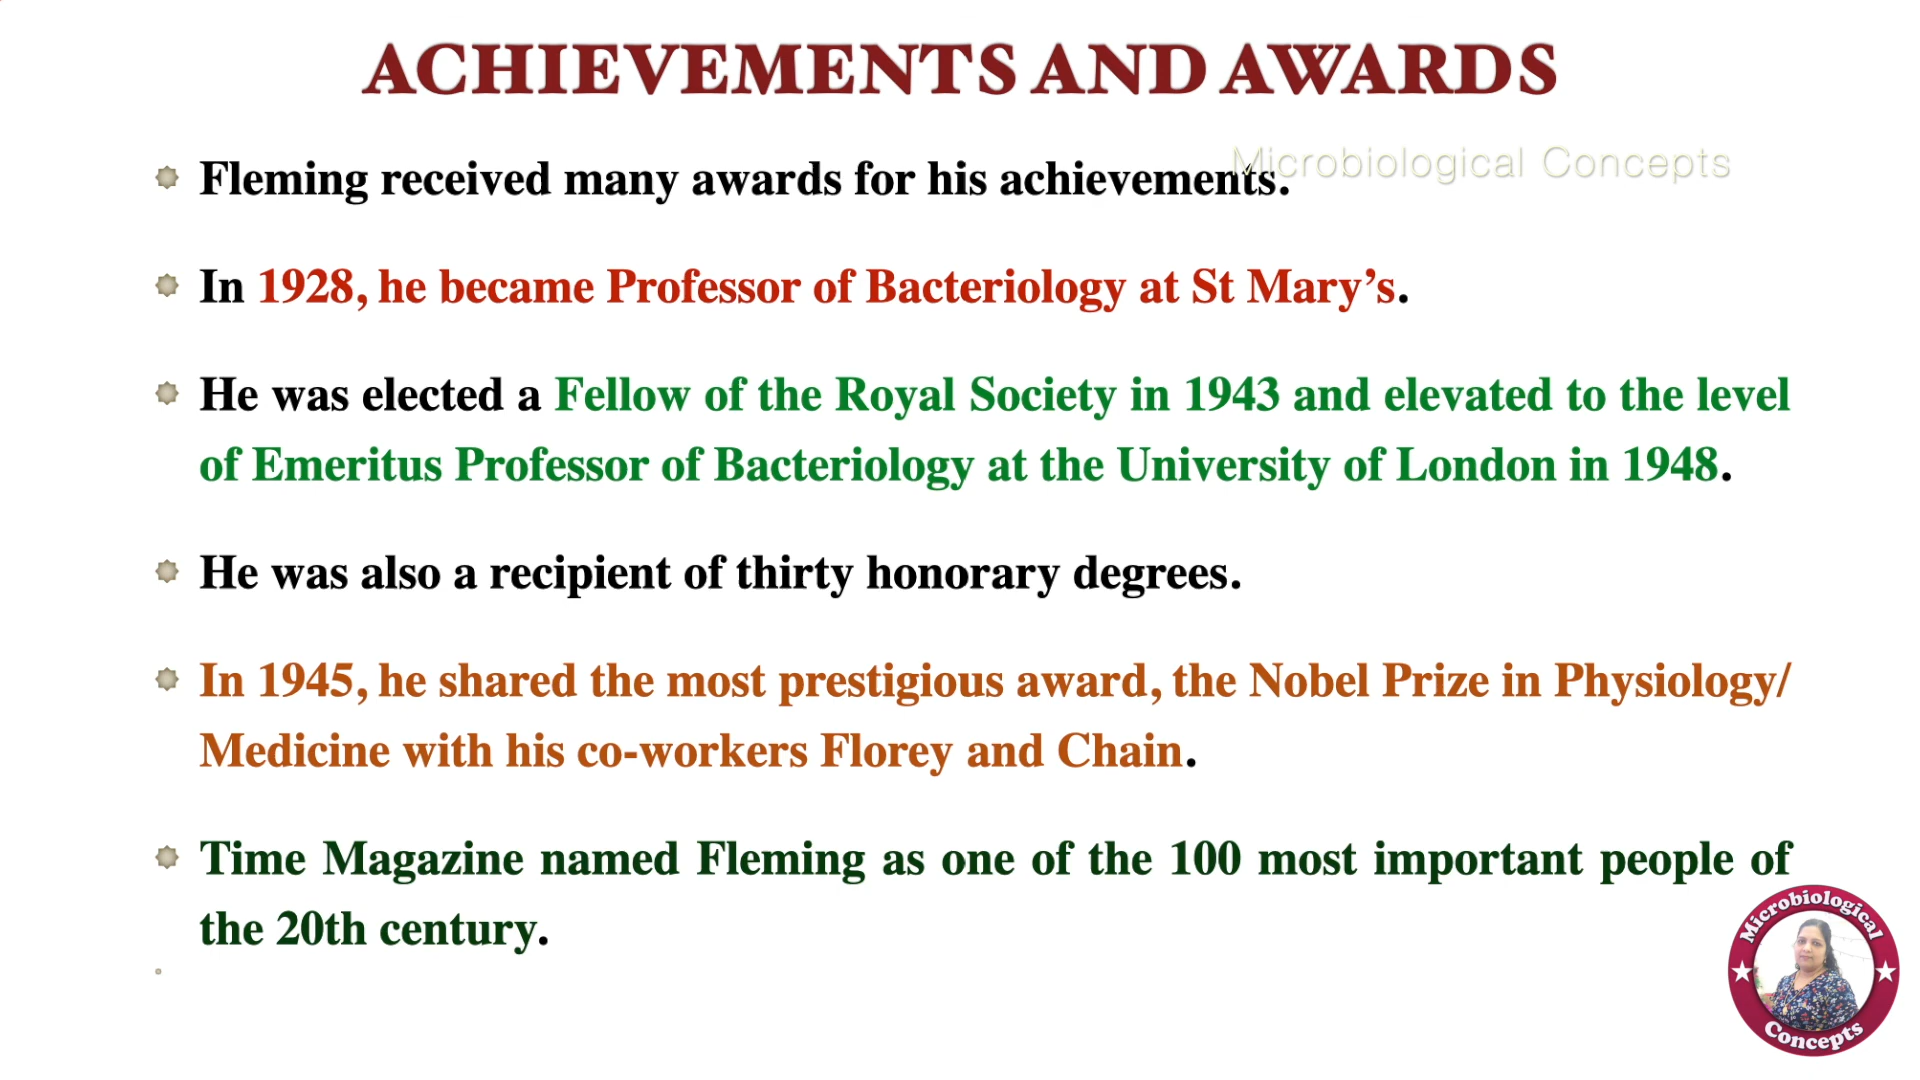 ACHIEVEMENTS AND AWARDS
Microbiological Concepts
Fleming received many awards for his achievements.
In 1928, he became Professor of Bacteriology at St Mary’s.
He was elected a Fellow of the Royal Society in 1943 and elevated to the level
of Emeritus Professor of Bacteriology at the University of London in 1948.
He was also a recipient of thirty honorary degrees.
In 1945, he shared the most prestigious award, the Nobel Prize in Physiology/
Medicine with his co-workers Florey and Chain.
Time Magazine named Fleming as one of the 100 most important people of
the 20th century.
Microbiological
Concepts